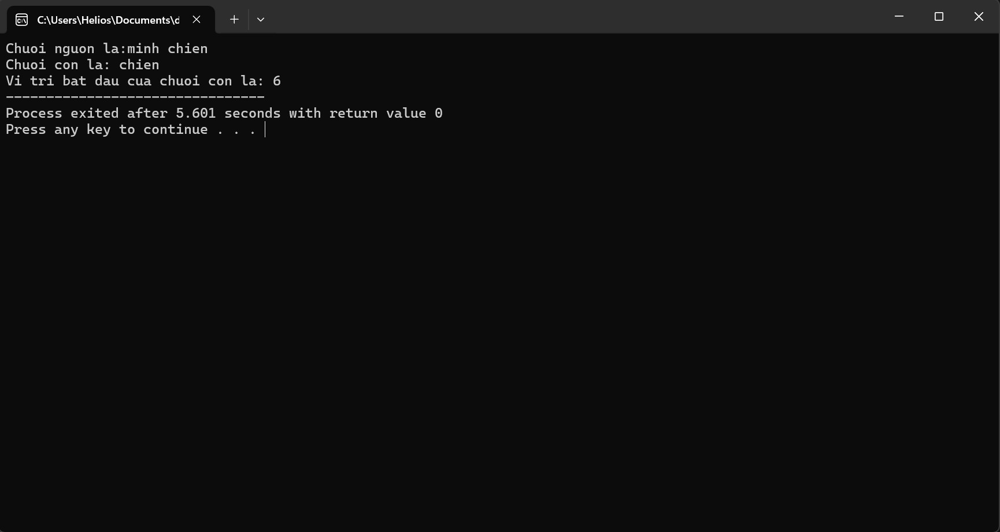 C:\Users\Helios\Documents\d
Chuoi nguon la:minh chien
Chuoi con la: chien
Vi tri bat dau cua chuoi con la: 6
--------------------------------
Process exited after 5.601 seconds with return value 0
Press any key to continue . . .